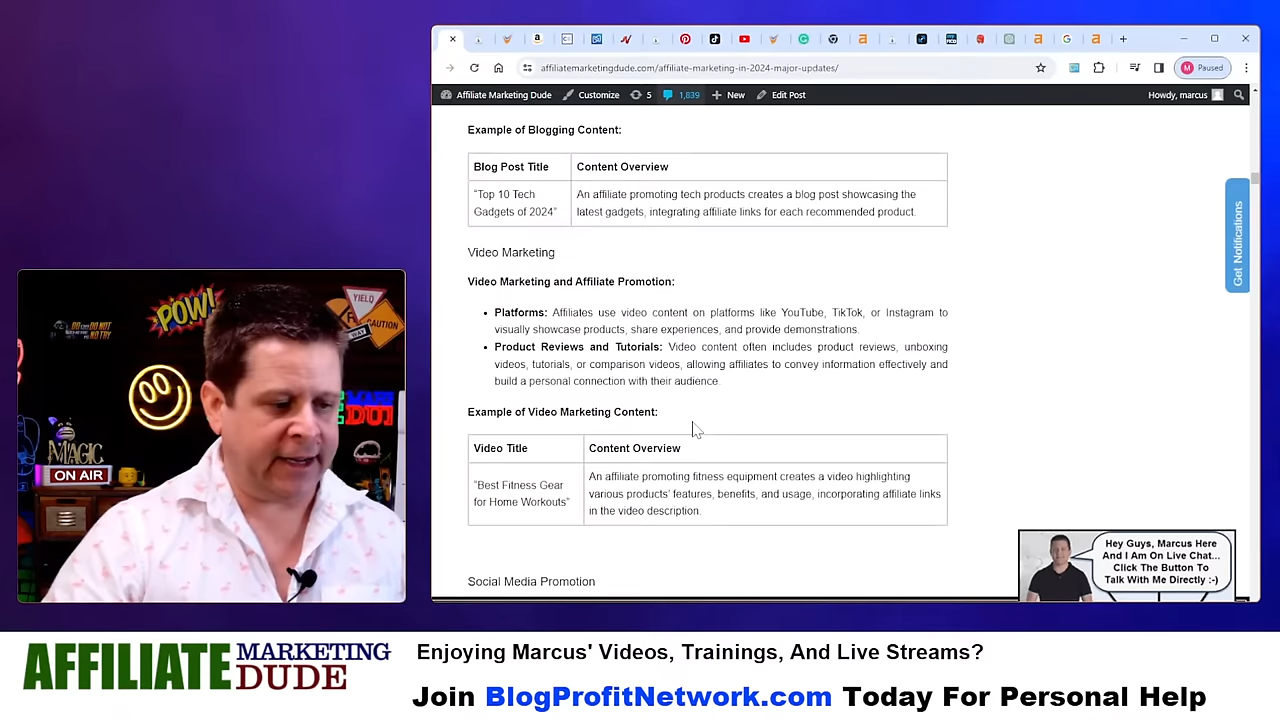 affiliatemarketingdude.com/affiliate-marketing-in-2024-major-updates/
M Paused
Affiliate Marketing Dude Customize 5 1,839 New Edit Post Howdy, marcus
Example of Blogging Content:
Blog Post Title Content Overview
“Top 10 Tech An affiliate promoting tech products creates a blog post showcasing the
Gadgets of 2024” latest gadgets, integrating affiliate links for each recommended product.
Video Marketing
Video Marketing and Affiliate Promotion:
• Platforms: Affiliates use video content on platforms like YouTube, TikTok, or Instagram to
visually showcase products, share experiences, and provide demonstrations.
• Product Reviews and Tutorials: Video content often includes product reviews, unboxing
videos, tutorials, or comparison videos, allowing affiliates to convey information effectively and
build a personal connection with their audience.
Example of Video Marketing Content:
Video Title Content Overview
“Best Fitness Gear
for Home Workouts”
An affiliate promoting fitness equipment creates a video highlighting
various products’ features, benefits, and usage, incorporating affiliate links
in the video description.
Social Media Promotion
Get Notifications
Hey Guys, Marcus Here
And I Am On Live Chat...
Click The Button To
Talk With Me Directly :-)
POW!
YIELD
CAUTION
WAY
DO OR DO NOT
NO TRY
MAGIC
ON AIR
DUI
AFFILIATE MARKETING
DUDE
Enjoying Marcus' Videos, Trainings, And Live Streams?
Join BlogProfitNetwork.com Today For Personal Help